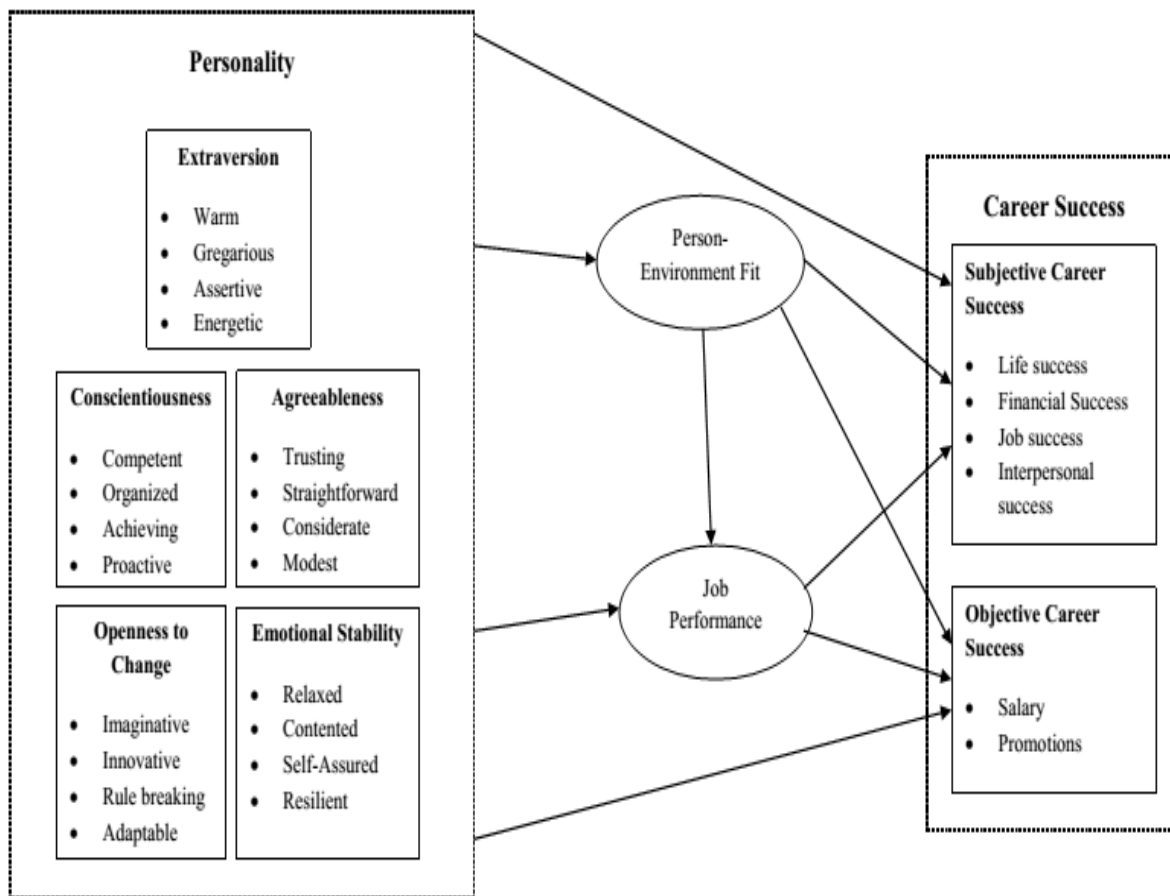 Personality
Extraversion
• Warm
• Gregarious
• Assertive
• Energetic
Conscientiousness
• Competent
• Organized
• Achieving
• Proactive
Agreeableness
• Trusting
• Straightforward
• Considerate
• Modest
Openness to
Change
• Imaginative
• Innovative
• Rule breaking
• Adaptable
Emotional Stability
• Relaxed
• Contented
• Self-Assured
• Resilient
Person-
Environment Fit
Job
Performance
Career Success
Subjective Career
Success
• Life success
• Financial Success
• Job success
• Interpersonal
success
Objective Career
Success
• Salary
• Promotions